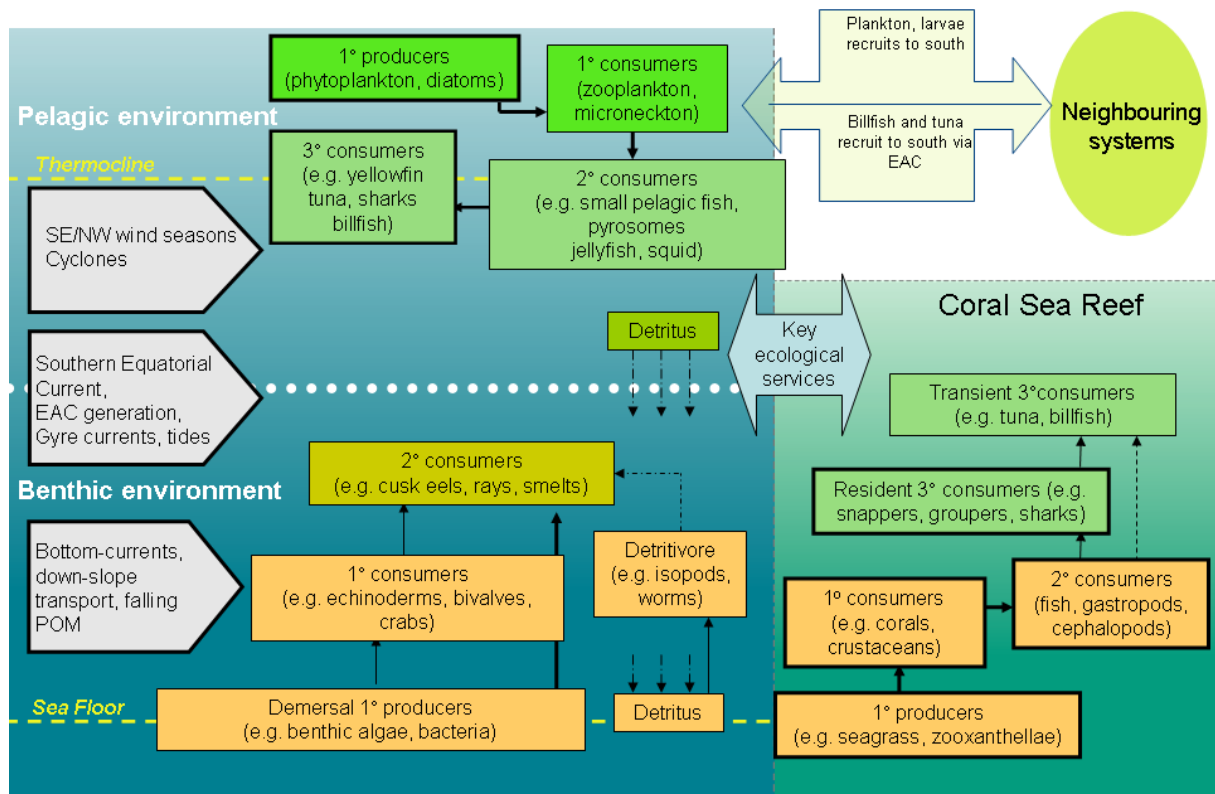 Plankton, larvae
recruits to south
Billfish and tuna
recruit to south via
EAC
Neighbouring
systems
1° producers
(phytoplankton, diatoms)
1° consumers
(zooplankton,
microneckton)
Pelagic environment
Thermocline
3° consumers
(e.g. yellowfin
tuna, sharks
billfish)
2° consumers
(e.g. small pelagic fish,
pyrosomes
jellyfish, squid)
SE/NW wind seasons
Cyclones
Detritus
Key
ecological
services
Coral Sea Reef
Southern Equatorial
Current,
EAC generation,
Gyre currents, tides
Transient 3°consumers
(e.g. tuna, billfish)
Benthic environment
2° consumers
(e.g. cusk eels, rays, smelts)
Resident 3° consumers (e.g.
snappers, groupers, sharks)
Bottom-currents,
down-slope
transport, falling
POM
1° consumers
(e.g. echinoderms, bivalves,
crabs)
Detritivore
(e.g. isopods,
worms)
1º consumers
(e.g. corals,
crustaceans)
2° consumers
(fish, gastropods,
cephalopods)
Sea Floor
Demersal 1° producers
(e.g. benthic algae, bacteria)
Detritus
1° producers
(e.g. seagrass, zooxanthellae)